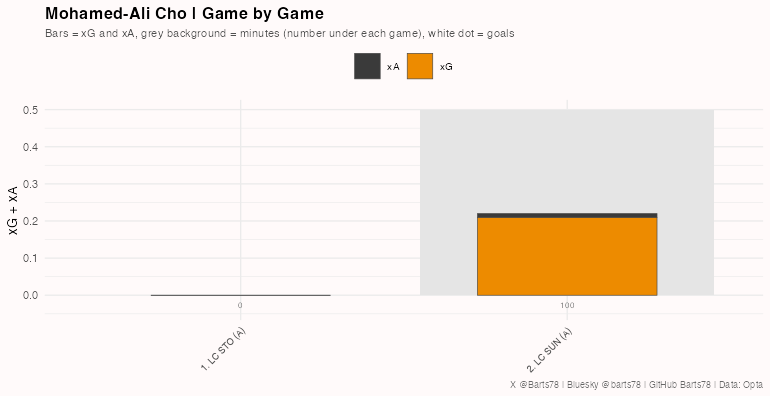 Mohamed-Ali Cho | Game by Game
Bars = xG and xA, grey background = minutes (number under each game), white dot = goals
xA xG
xG + xA
0.5
0.4
0.3
0.2
0.1
0.0
0 100
1. LC STO (A) 2. LC SUN (A)
X @Barts78 | Bluesky @barts78 | GitHub Barts78 | Data: Opta